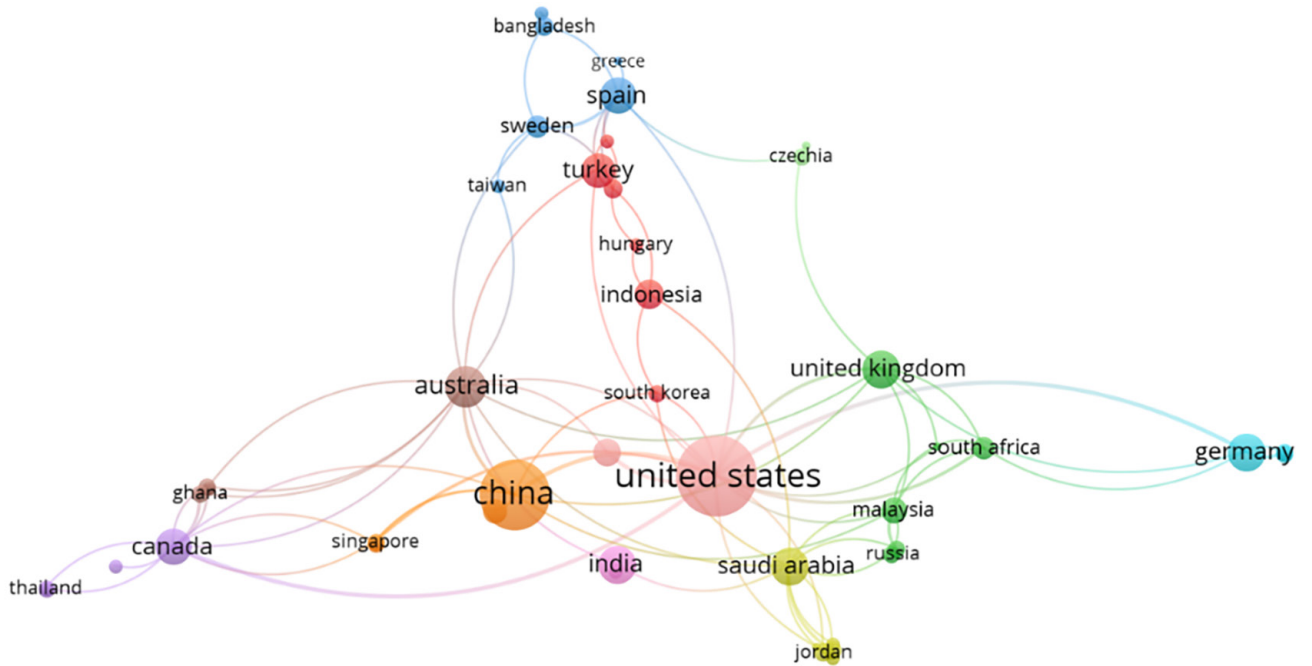 bangladesh
greece
spain
sweden
czechia
turkey
taiwan
hungary
indonesia
united kingdom
australia
south korea
south africa
germany
united states
china
ghana
malaysia
canada
singapore
russia
india
saudi arabia
thailand
jordan